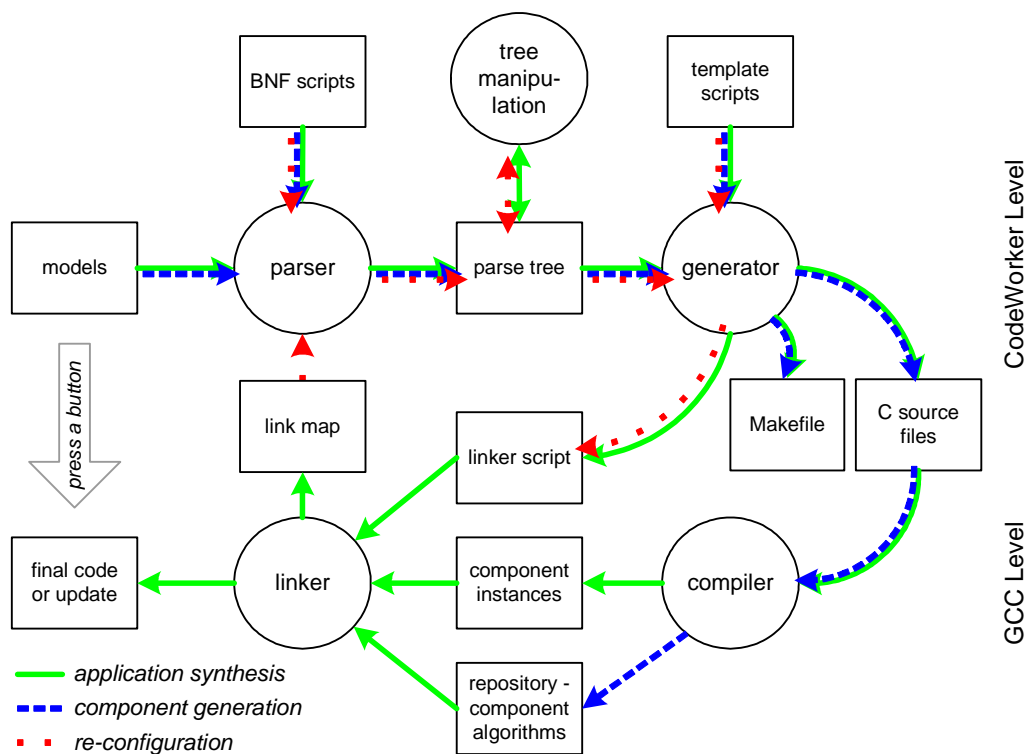 BNF scripts
tree
manipu-
lation
template
scripts
CodeWorker Level
models
parser
parse tree
generator
press a button
link map
linker script
Makefile
C source
files
GCC Level
final code
or update
linker
component
instances
compiler
repository -
component
algorithms
application synthesis
component generation
re-configuration